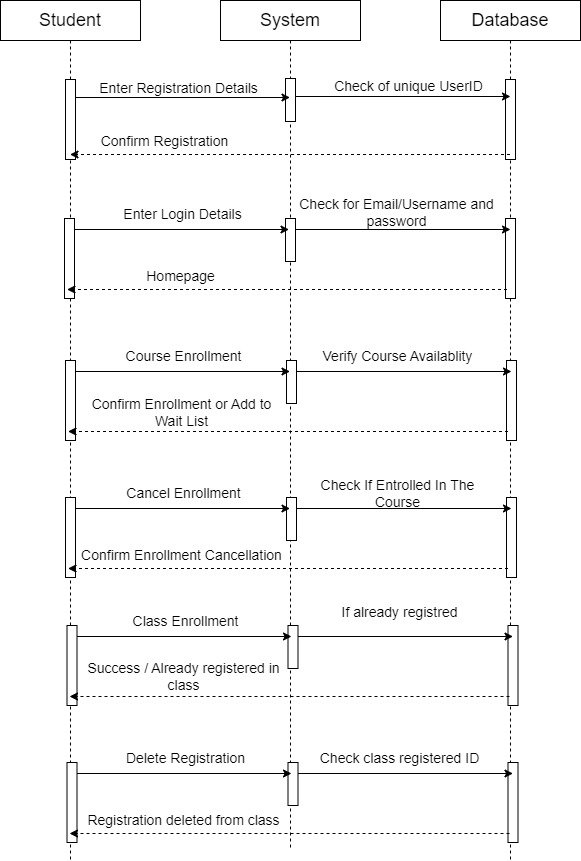 Student
System
Database
Enter Registration Details
Check of unique UserID
Confirm Registration
Enter Login Details
Check for Email/Username and
password
Homepage
Course Enrollment
Verify Course Availablity
Confirm Enrollment or Add to
Wait List
Cancel Enrollment
Check If Entrolled In The
Course
Confirm Enrollment Cancellation
Class Enrollment
If already registred
Success / Already registered in
class
Delete Registration
Check class registered ID
Registration deleted from class